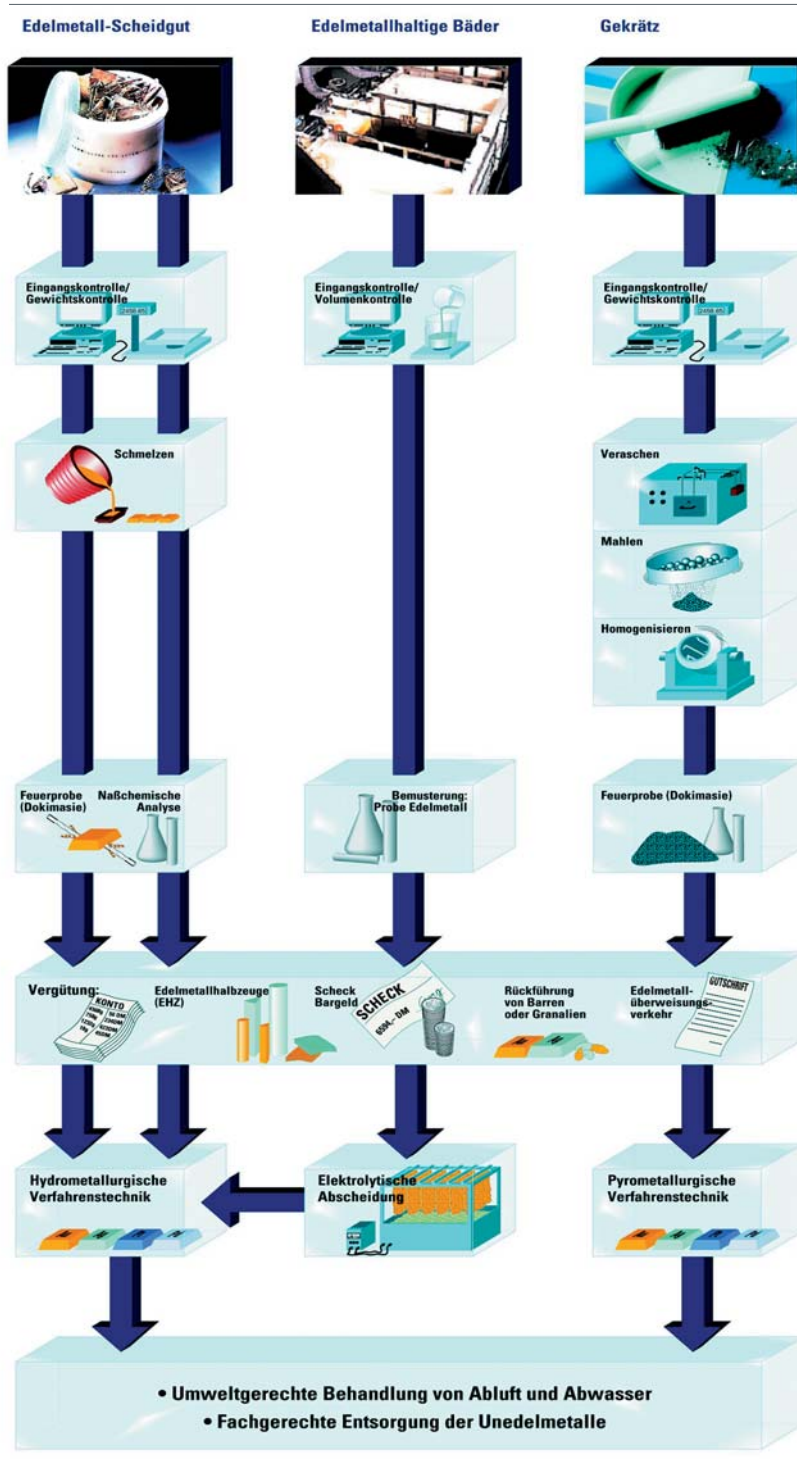 Edelmetall-Scheidgut
Edelmetallhaltige Bäder
Gekrätz
Eingangskontrolle/
Gewichtskontrolle
Eingangskontrolle/
Volumenkontrolle
Eingangskontrolle/
Gewichtskontrolle
Schmelzen
Veraschen
Mahlen
Homogenisieren
Feuerprobe
(Dokimasie)
Naßchemische
Analyse
Bemusterung:
Probe Edelmetall
Feuerprobe (Dokimasie)
Vergütung:
KONTO
Edelmetallhalbzeuge
(EHZ)
Scheck
Bargeld
SCHECK
Rückführung
von Barren
oder Granalien
Edelmetall-
überweisungs-
verkehr
GUTSCHRIFT
Hydrometallurgische
Verfahrenstechnik
Elektrolytische
Abscheidung
Pyrometallurgische
Verfahrenstechnik
• Umweltgerechte Behandlung von Abluft und Abwasser
• Fachgerechte Entsorgung der Unedelmetalle